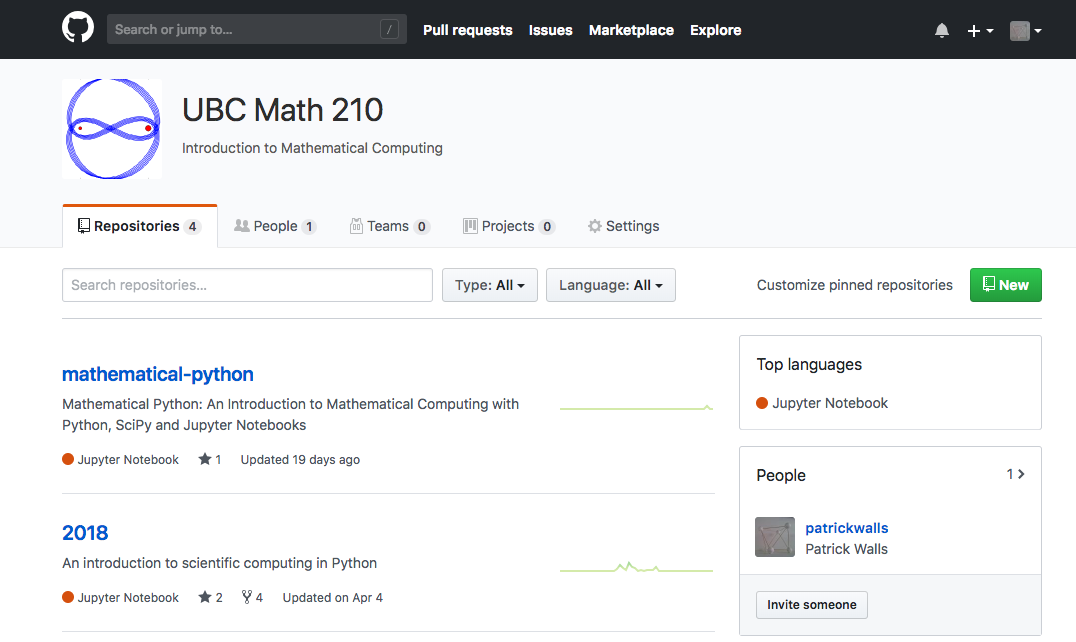 Search or jump to... /
Pull requests Issues Marketplace Explore
UBC Math 210
Introduction to Mathematical Computing
Repositories 4
People 1
Teams 0
Projects 0
Settings
Search repositories...
Type: All
Language: All
Customize pinned repositories
New
mathematical-python
Mathematical Python: An Introduction to Mathematical Computing with
Python, SciPy and Jupyter Notebooks
Jupyter Notebook 1 Updated 19 days ago
2018
An introduction to scientific computing in Python
Jupyter Notebook 2 4 Updated on Apr 4
Top languages
Jupyter Notebook
People 1
patrickwalls
Patrick Walls
Invite someone